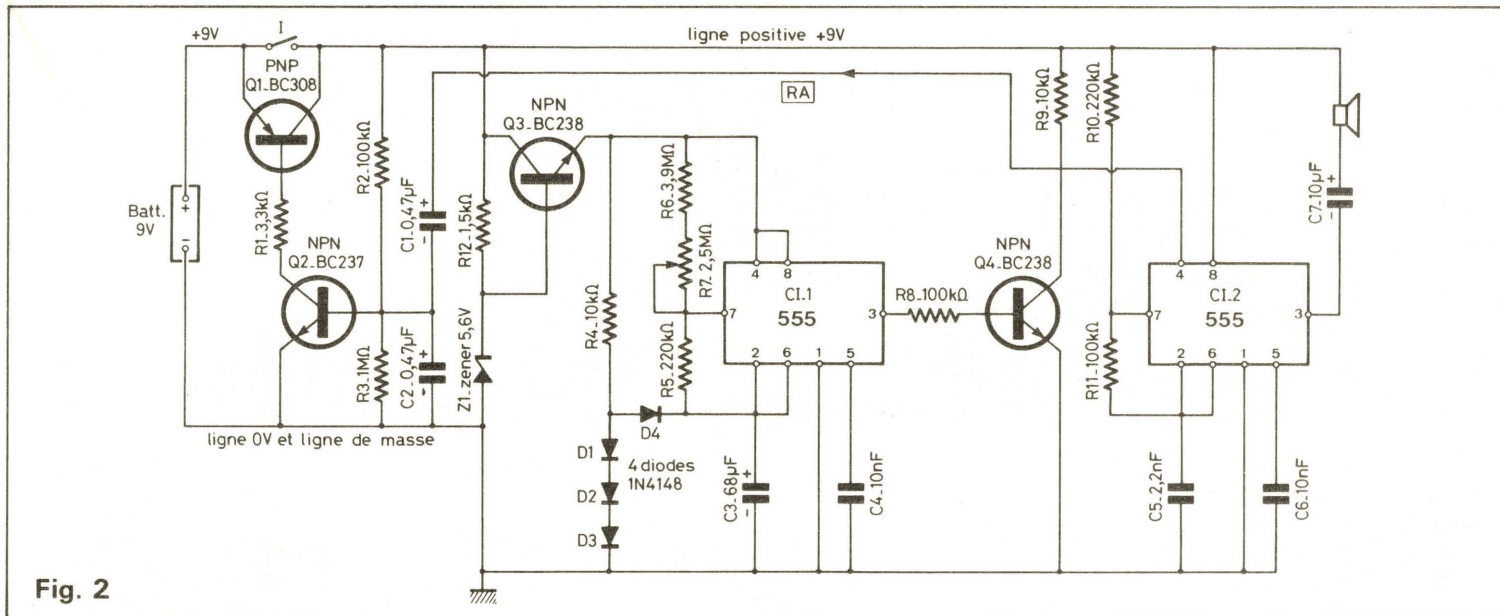 +9V
I
ligne positive +9V
PNP
Q1_BC308
RA
NPN
Q3_BC238
R2_100kΩ
R9_10kΩ
R10_220kΩ
C1_0,47µF
+
-
R12_1,5kΩ
R6_3,9MΩ
C7_10µF
+
-
Batt.
9V
+
-
R1_3,3kΩ
NPN
Q2_BC237
R7_2,5MΩ
4
8
NPN
Q4_BC238
4
8
R4_10kΩ
7
CI_1
555
3
R8_100kΩ
7
CI_2
555
3
R3_1MΩ
C2_0,47µF
+
-
Z1_zener 5,6V
R5_220kΩ
2
6
1
5
R11_100kΩ
2
6
1
5
ligne 0V et ligne de masse
D4
D1
4 diodes
1N4148
D2
D3
C3_68µF
+
-
C4_10nF
C5_2,2nF
C6_10nF
Fig. 2